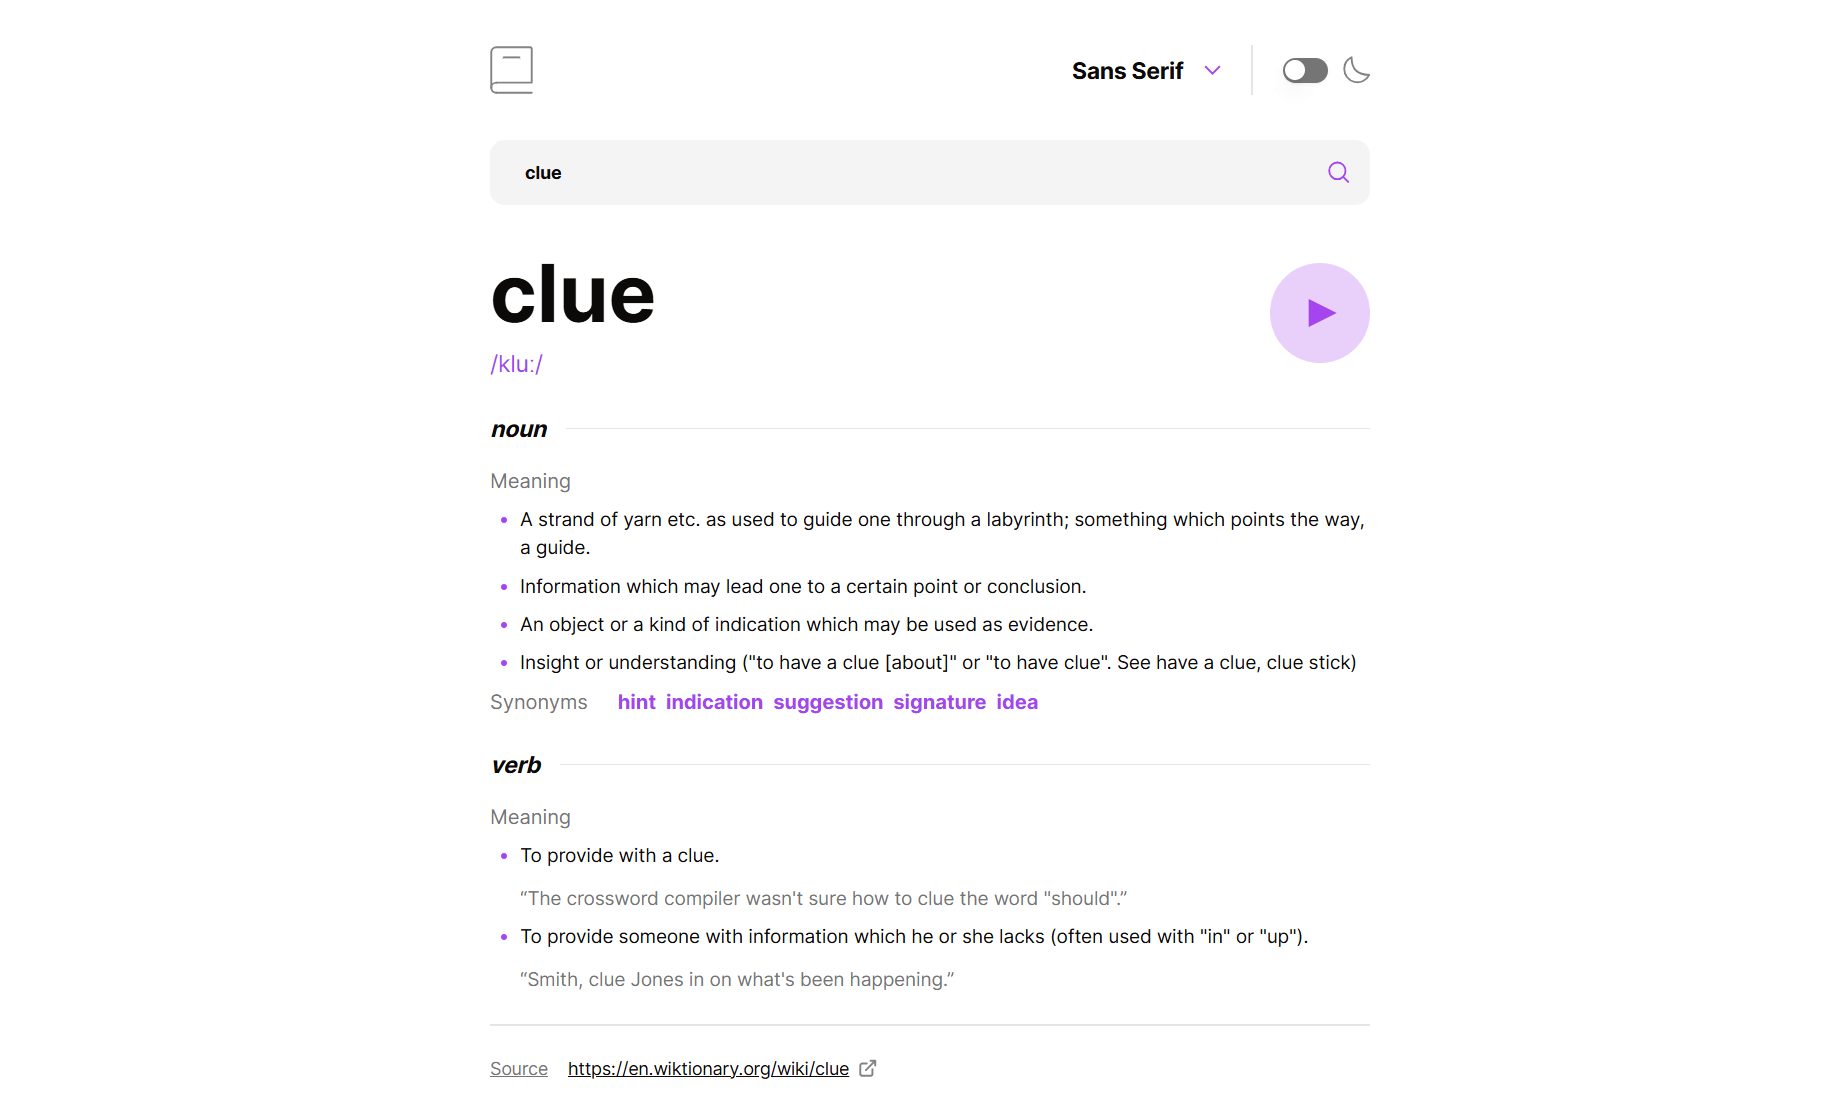 Sans Serif
clue
clue
/kluː/
noun
Meaning
A strand of yarn etc. as used to guide one through a labyrinth; something which points the way,
a guide.
Information which may lead one to a certain point or conclusion.
An object or a kind of indication which may be used as evidence.
Insight or understanding ("to have a clue [about]" or "to have clue". See have a clue, clue stick)
Synonyms hint indication suggestion signature idea
verb
Meaning
To provide with a clue.
“The crossword compiler wasn't sure how to clue the word "should".”
To provide someone with information which he or she lacks (often used with "in" or "up").
“Smith, clue Jones in on what's been happening.”
Source https://en.wiktionary.org/wiki/clue